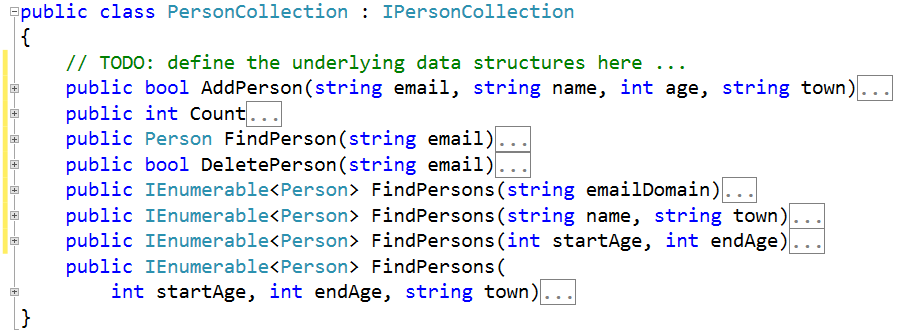 public class PersonCollection : IPersonCollection
{
// TODO: define the underlying data structures here ...
public bool AddPerson(string email, string name, int age, string town)...
public int Count...
public Person FindPerson(string email)...
public bool DeletePerson(string email)...
public IEnumerable<Person> FindPersons(string emailDomain)...
public IEnumerable<Person> FindPersons(string name, string town)...
public IEnumerable<Person> FindPersons(int startAge, int endAge)...
public IEnumerable<Person> FindPersons(
int startAge, int endAge, string town)...
}